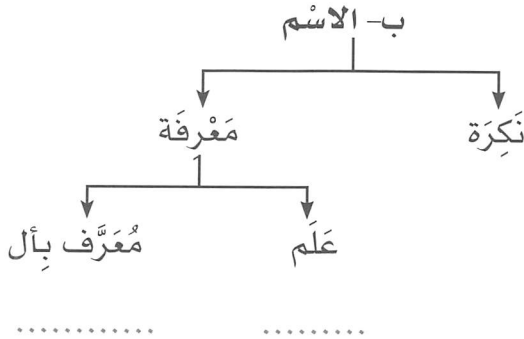 ب- الاسْم
نَكِرَة
مَعْرِفَة
عَلَم
مُعَرَّف بِأل
.......... .............